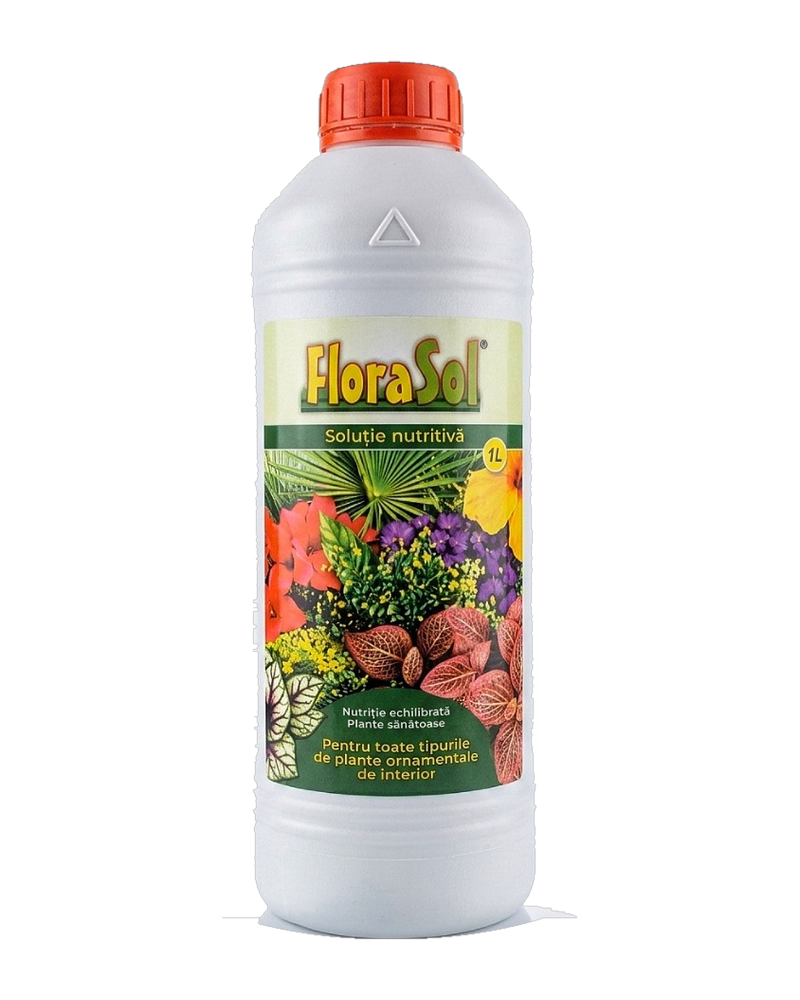 FloraSol®
Soluție nutritivă
1L
Nutriție echilibrată
Plante sănătoase
Pentru toate tipurile
de plante ornamentale
de interior